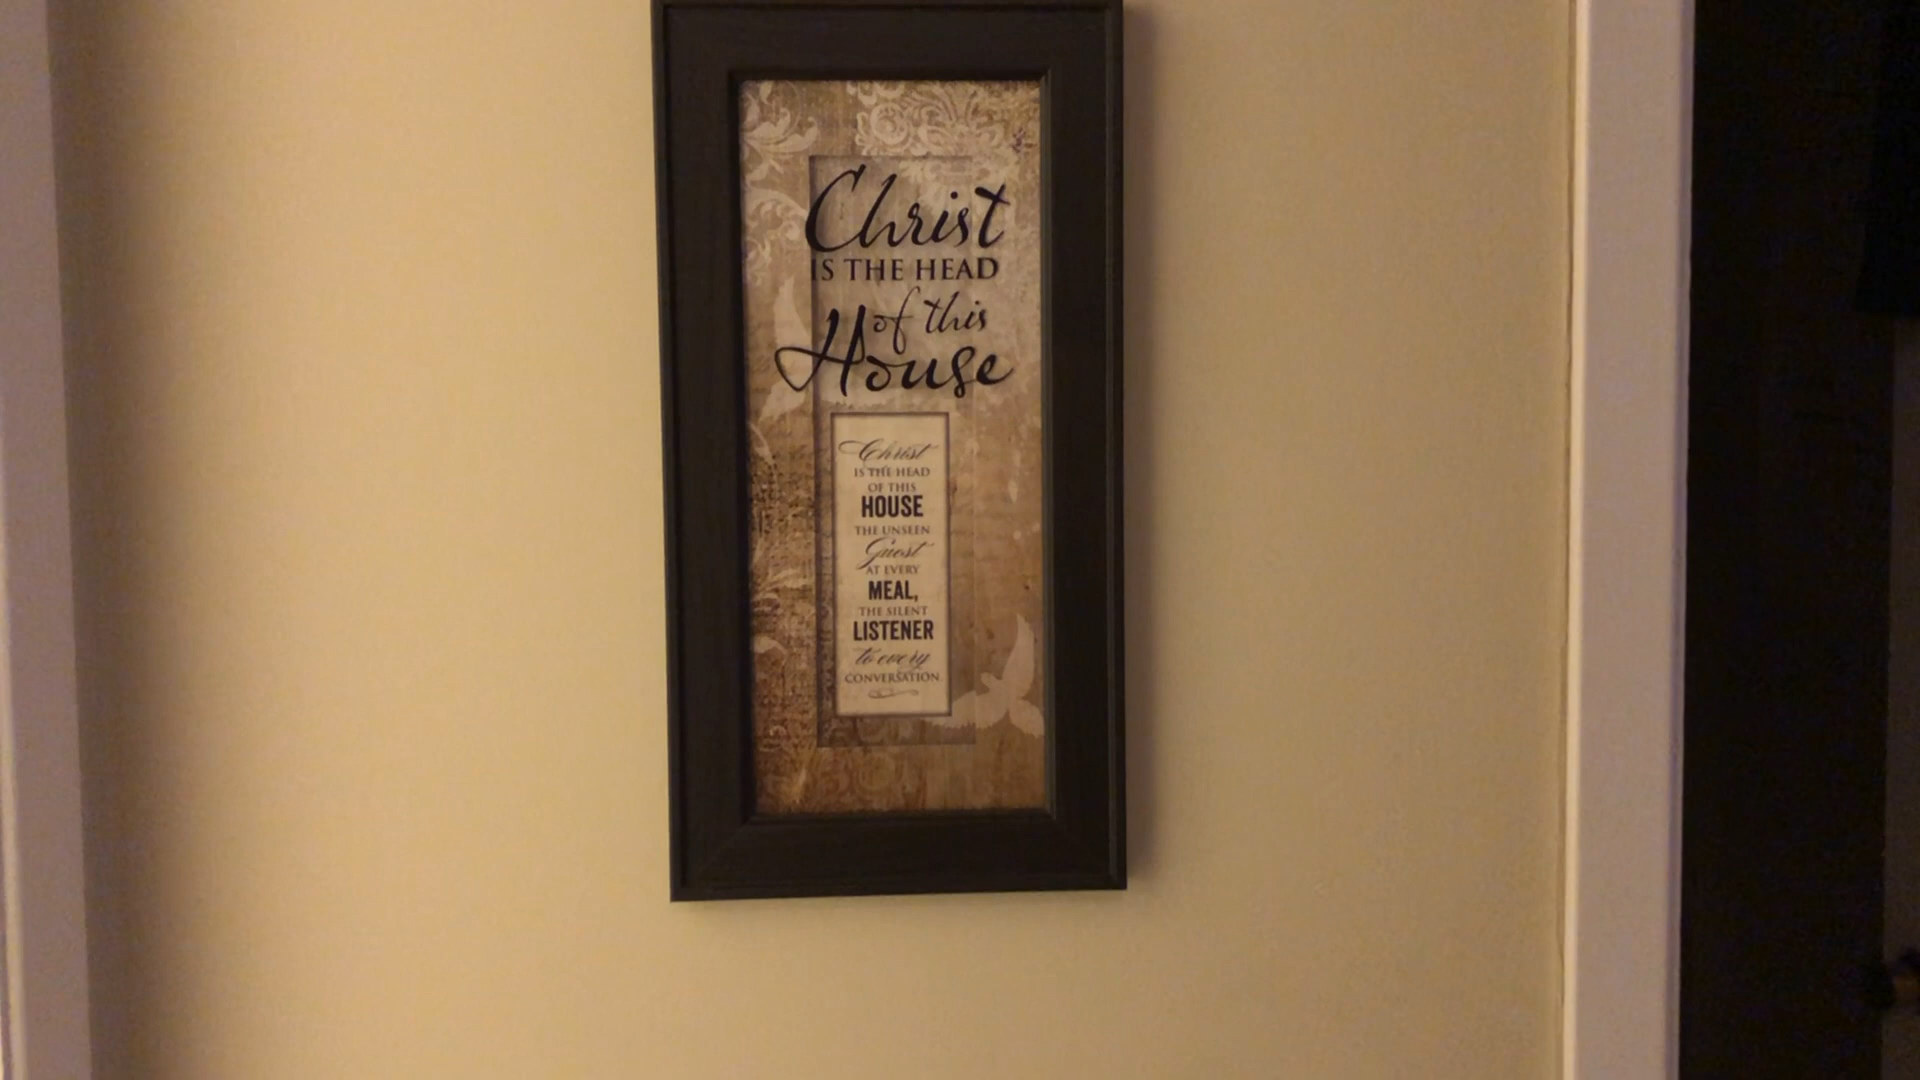 Christ
IS THE HEAD
of this
House
Christ
IS THE HEAD
OF THIS
HOUSE
THE UNSEEN
Guest
AT EVERY
MEAL,
THE SILENT
LISTENER
to every
CONVERSATION